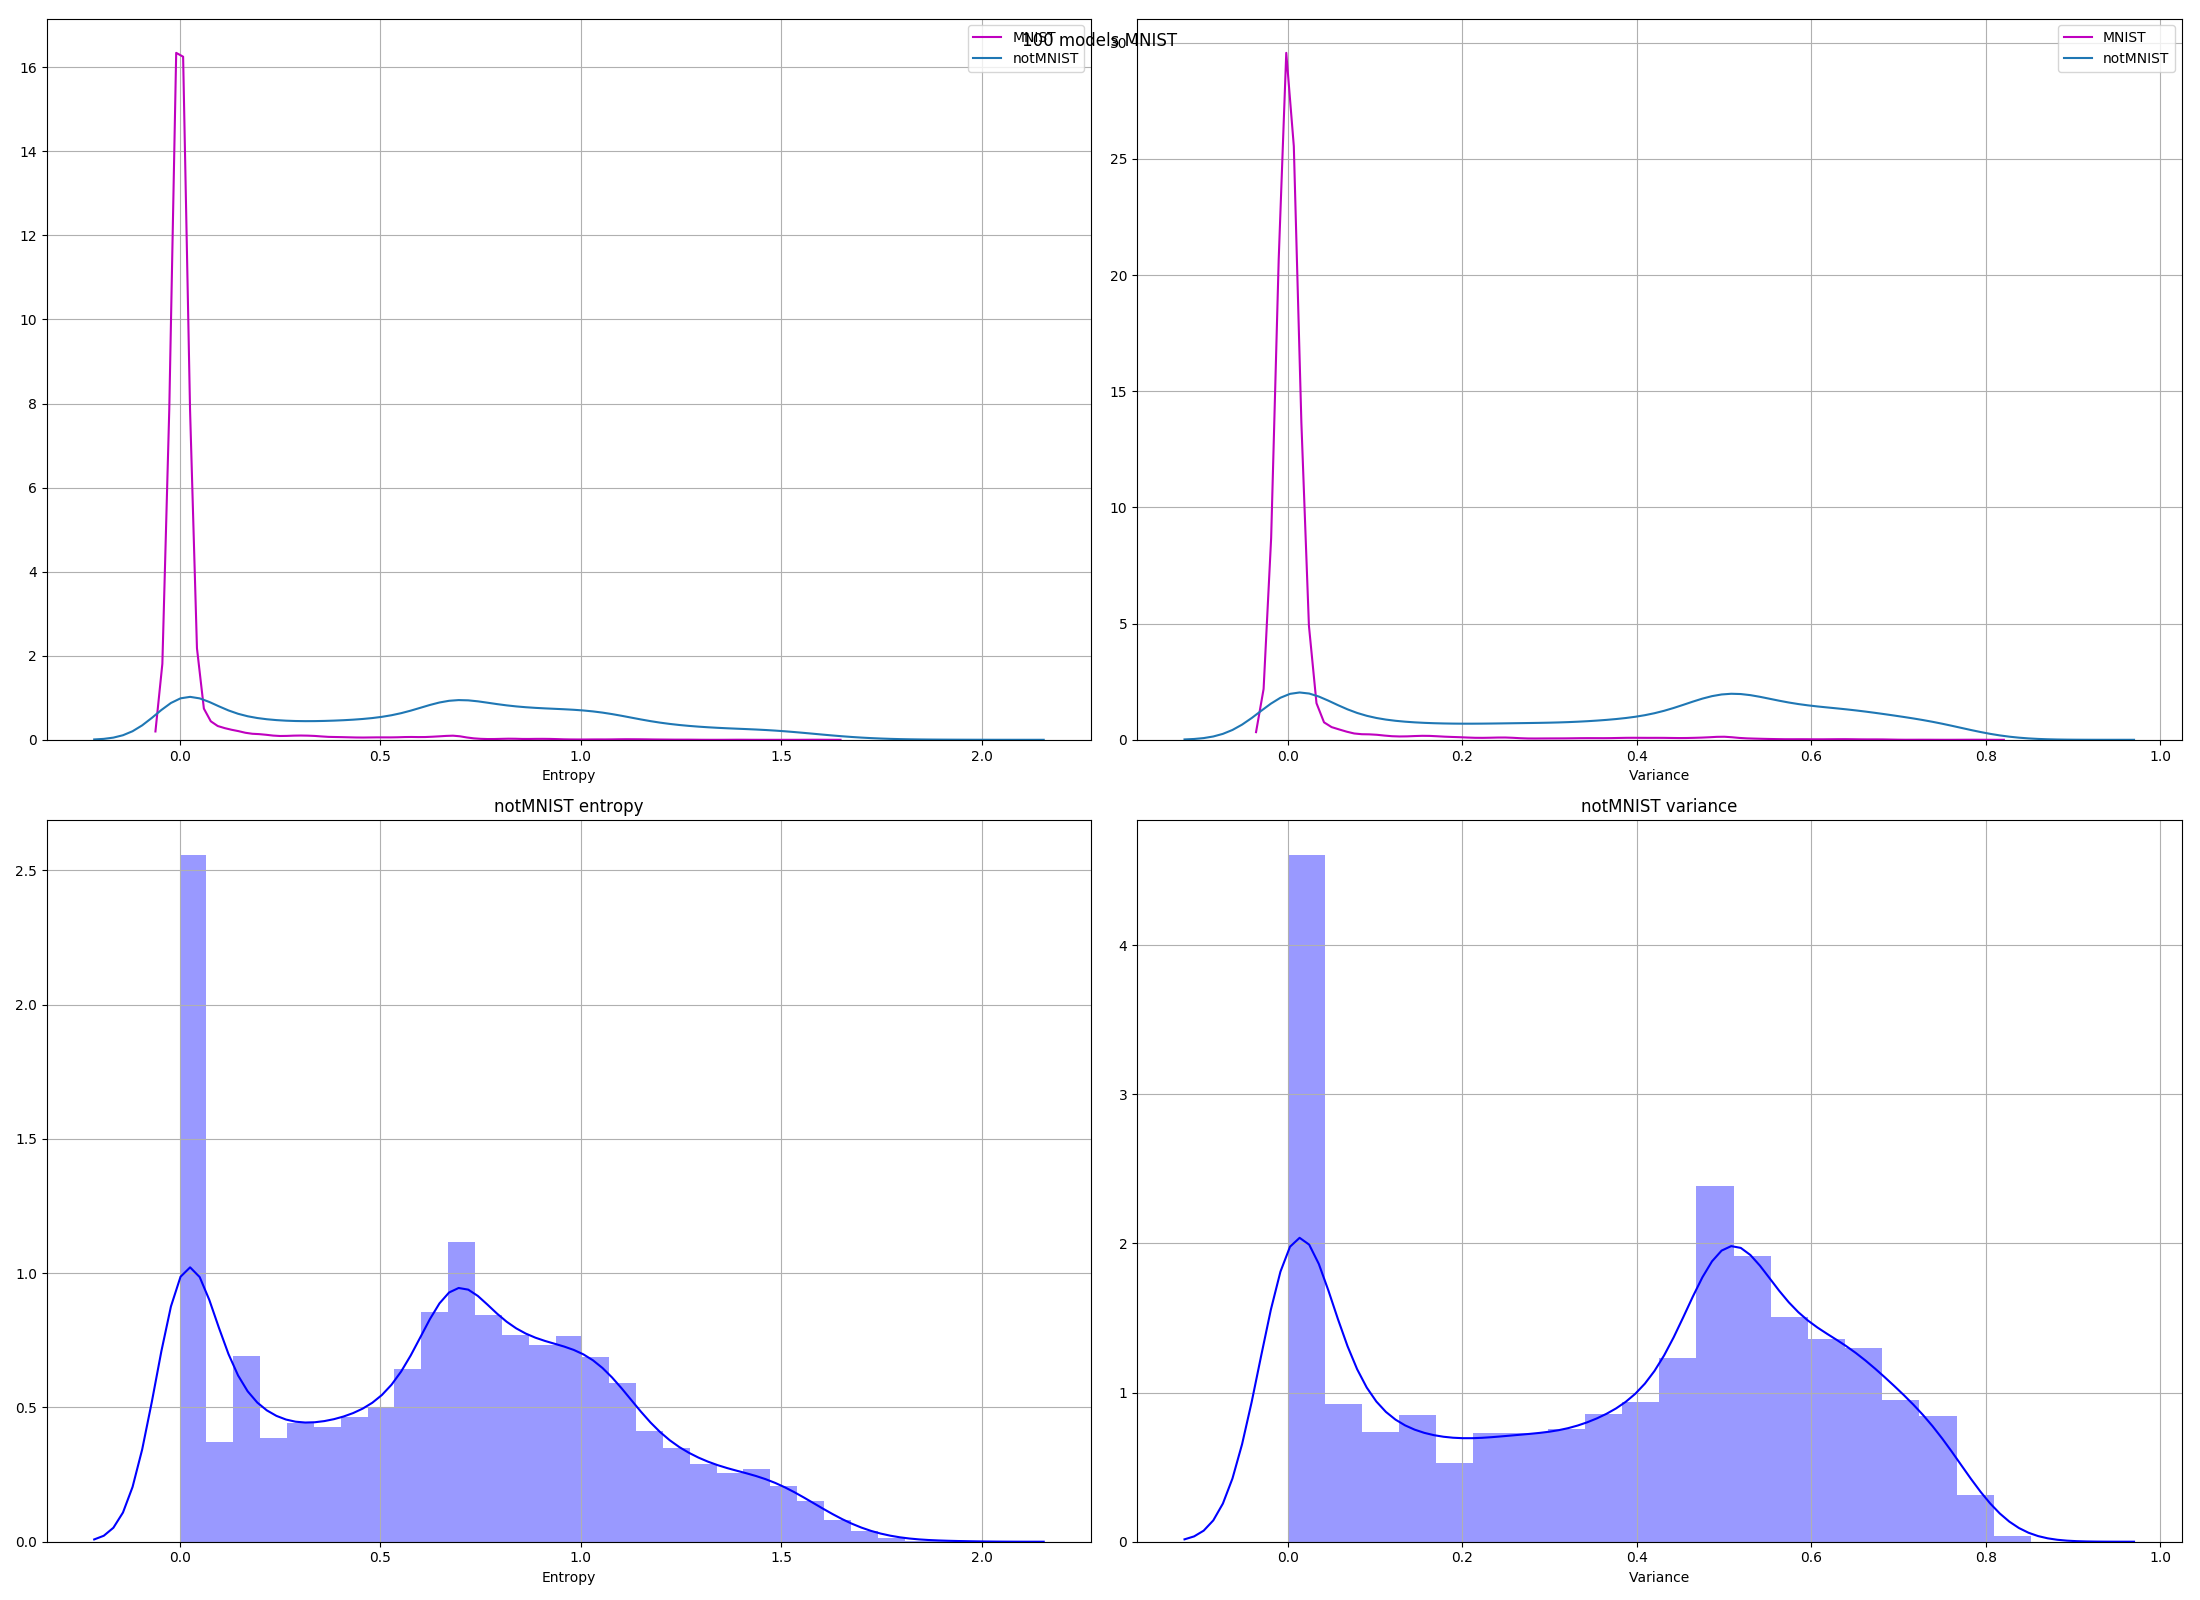 100 models MNIST
MNIST
notMNIST
16
14
12
10
8
6
4
2
0
0.0 0.5 1.0 1.5 2.0
Entropy
MNIST
notMNIST
30
25
20
15
10
5
0
0.0 0.2 0.4 0.6 0.8 1.0
Variance
notMNIST entropy
2.5
2.0
1.5
1.0
0.5
0.0
0.0 0.5 1.0 1.5 2.0
Entropy
notMNIST variance
4
3
2
1
0
0.0 0.2 0.4 0.6 0.8 1.0
Variance